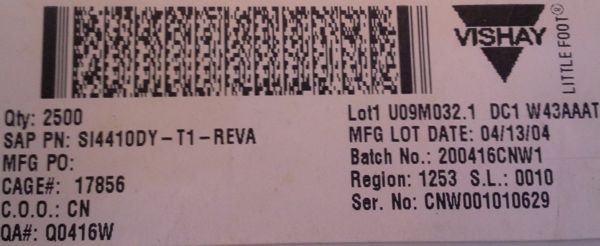 VISHAY
LITTLE FOOT®
Qty: 2500
SAP PN: SI4410DY-T1-REVA
MFG PO:
CAGE#: 17856
C.O.O.: CN
QA#: Q0416W
Lot1 U09M032.1 DC1 W43AAAT
MFG LOT DATE: 04/13/04
Batch No.: 200416CNW1
Region: 1253 S.L.: 0010
Ser. No.: CNW001010629